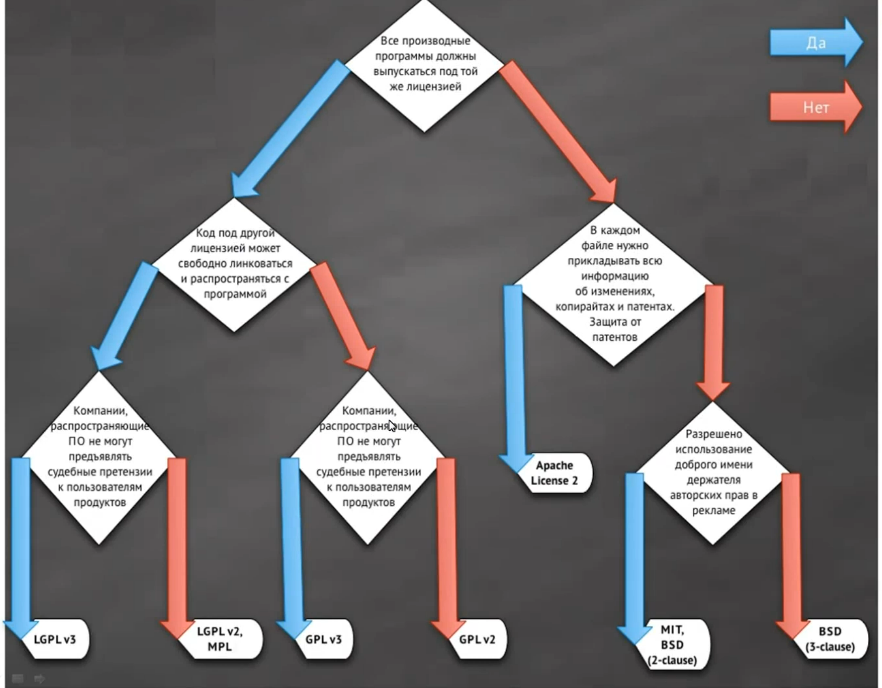 Все производные
программы должны
выпускаться под той
же лицензией
Да
Нет
Код под другой
лицензией может
свободно линковаться
и распространяться с
программой
В каждом
файле нужно
прикладывать всю
информацию
об изменениях,
копирайтах и патентах.
Защита от
патентов
Компании,
распространяющие
ПО не могут
предъявлять
судебные претензии
к пользователям
продуктов
Компании,
распространяющие
ПО не могут
предъявлять
судебные претензии
к пользователям
продуктов
Apache
License 2
Разрешено
использование
доброго имени
держателя
авторских прав в
рекламе
LGPL v3
LGPL v2,
MPL
GPL v3
GPL v2
MIT,
BSD
(2-clause)
BSD
(3-clause)